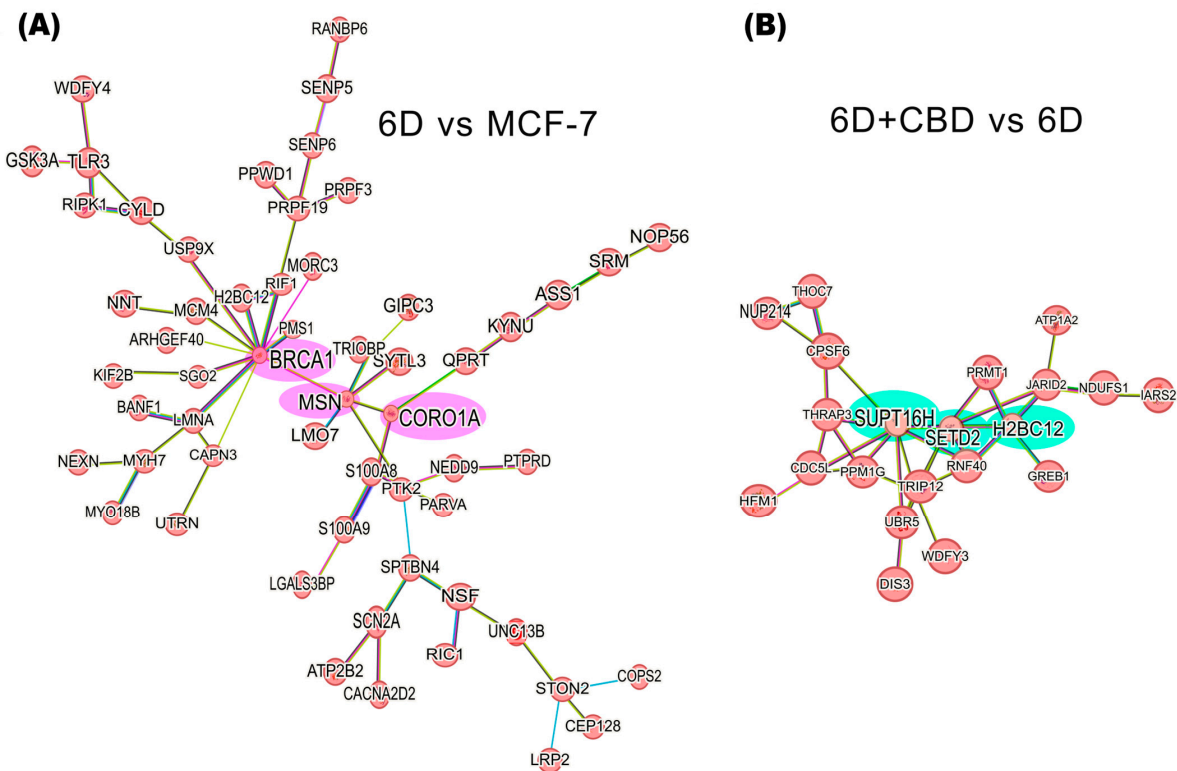 (A)
(B)
RANBP6
WDFY4
SENP5
6D vs MCF-7
6D+CBD vs 6D
SENP6
GSK3A
TLR3
PPWD1
PRPF3
RIPK1
CYLD
PRPF19
USP9X
NOP56
MORC3
SRM
RIF1
H2BC12
NNT
MCM4
ASS1
GIPC3
PMS1
KYNU
ARHGEF40
TRIOBP
BRCA1
SYTL3
QPRT
KIF2B
SGO2
MSN
BANF1
LMNA
CORO1A
LMO7
NEXN
MYH7
CAPN3
S100A8
NEDD9
PTPRD
PTK2
PARVA
MYO18B
UTRN
S100A9
LGALS3BP
SPTBN4
NSF
SCN2A
UNC13B
RIC1
ATP2B2
CACNA2D2
STON2
COPS2
CEP128
LRP2
THOC7
NUP214
ATP1A2
CPSF6
PRMT1
JARID2
NDUFS1
IARS2
THRAP3
SUPT16H
SETD2
H2BC12
CDC5L
PPM1G
RNF40
TRIP12
GREB1
HFM1
UBR5
WDFY3
DIS3